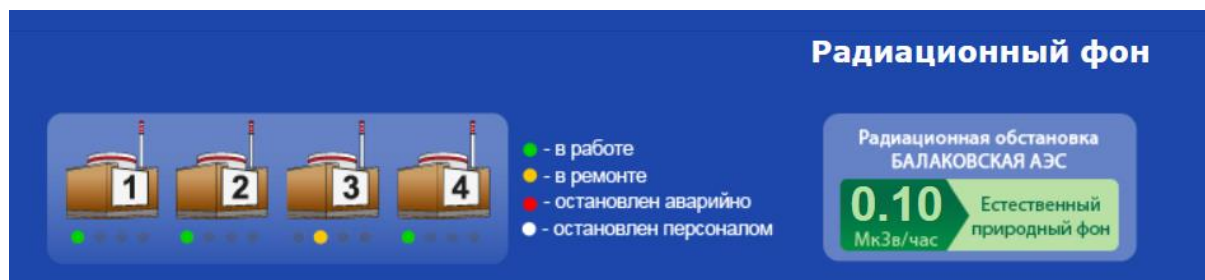 Радиационный фон
1
2
3
4
- в работе
- в ремонте
- остановлен аварийно
- остановлен персоналом
Радиационная обстановка
БАЛАКОВСКАЯ АЭС
0.10
МкЗв/час
Естественный
природный фон